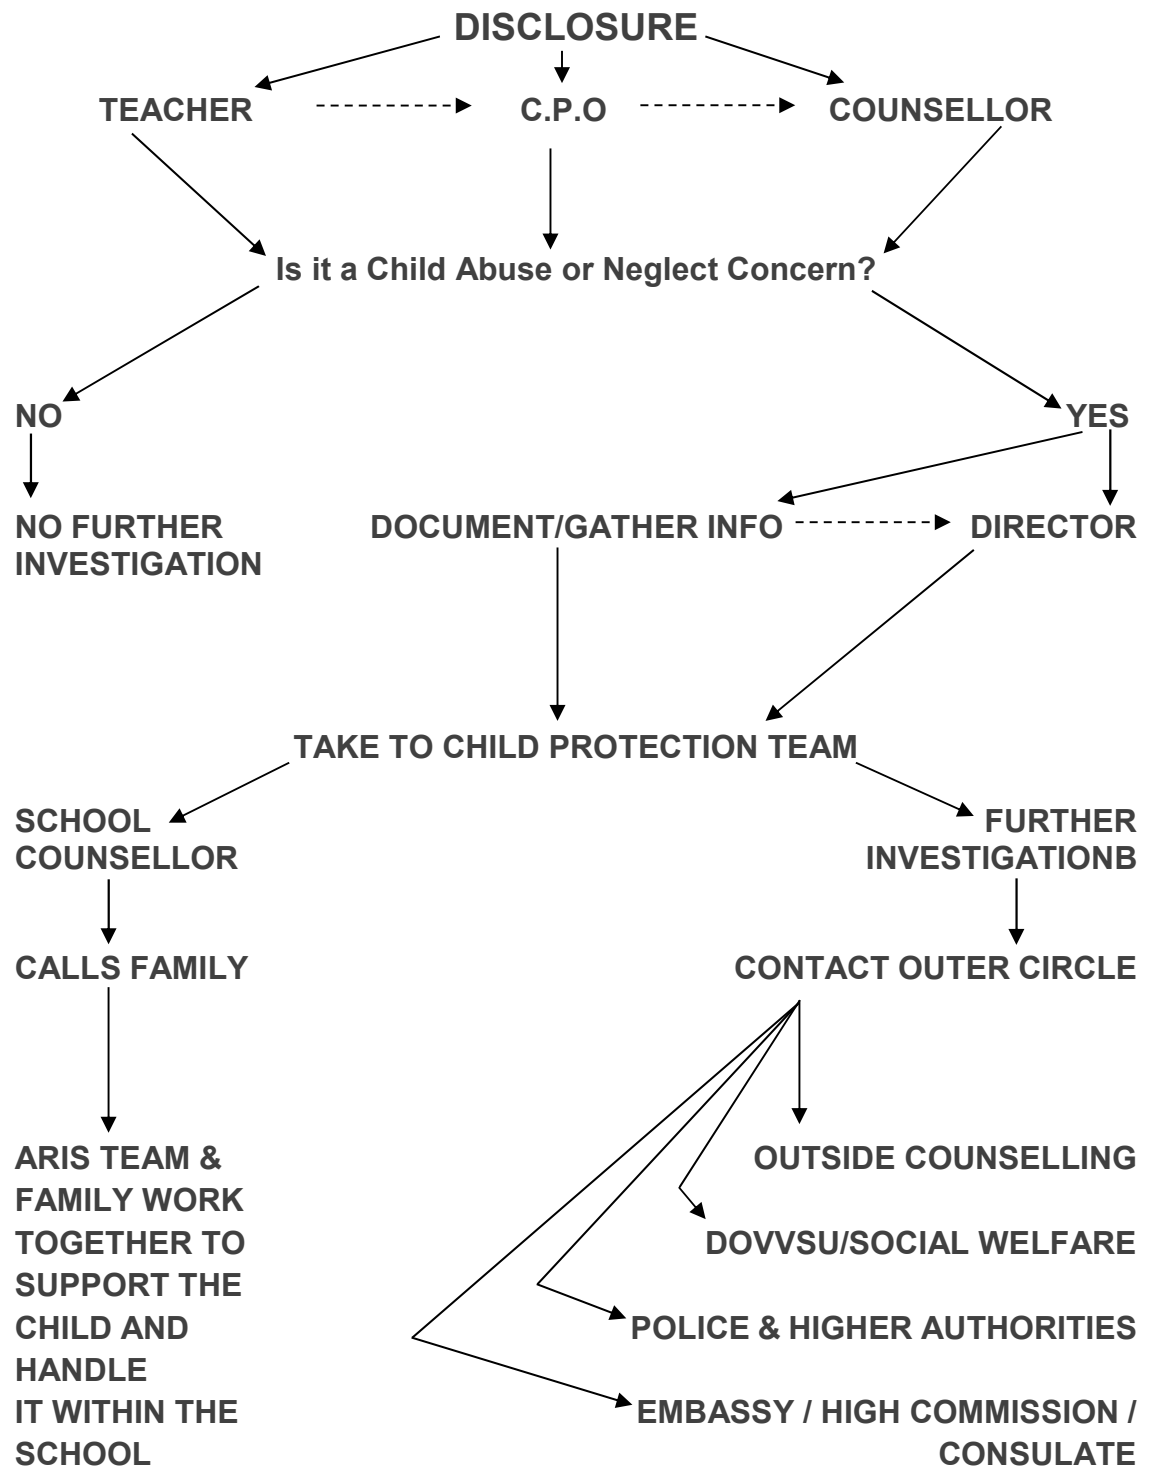 DISCLOSURE
TEACHER C.P.O COUNSELLOR
Is it a Child Abuse or Neglect Concern?
NO YES
NO FURTHER
INVESTIGATION
DOCUMENT/GATHER INFO DIRECTOR
TAKE TO CHILD PROTECTION TEAM
SCHOOL
COUNSELLOR
FURTHER
INVESTIGATIONB
CALLS FAMILY
CONTACT OUTER CIRCLE
ARIS TEAM &
FAMILY WORK
TOGETHER TO
SUPPORT THE
CHILD AND
HANDLE
IT WITHIN THE
SCHOOL
OUTSIDE COUNSELLING
DOVVSU/SOCIAL WELFARE
POLICE & HIGHER AUTHORITIES
EMBASSY / HIGH COMMISSION /
CONSULATE